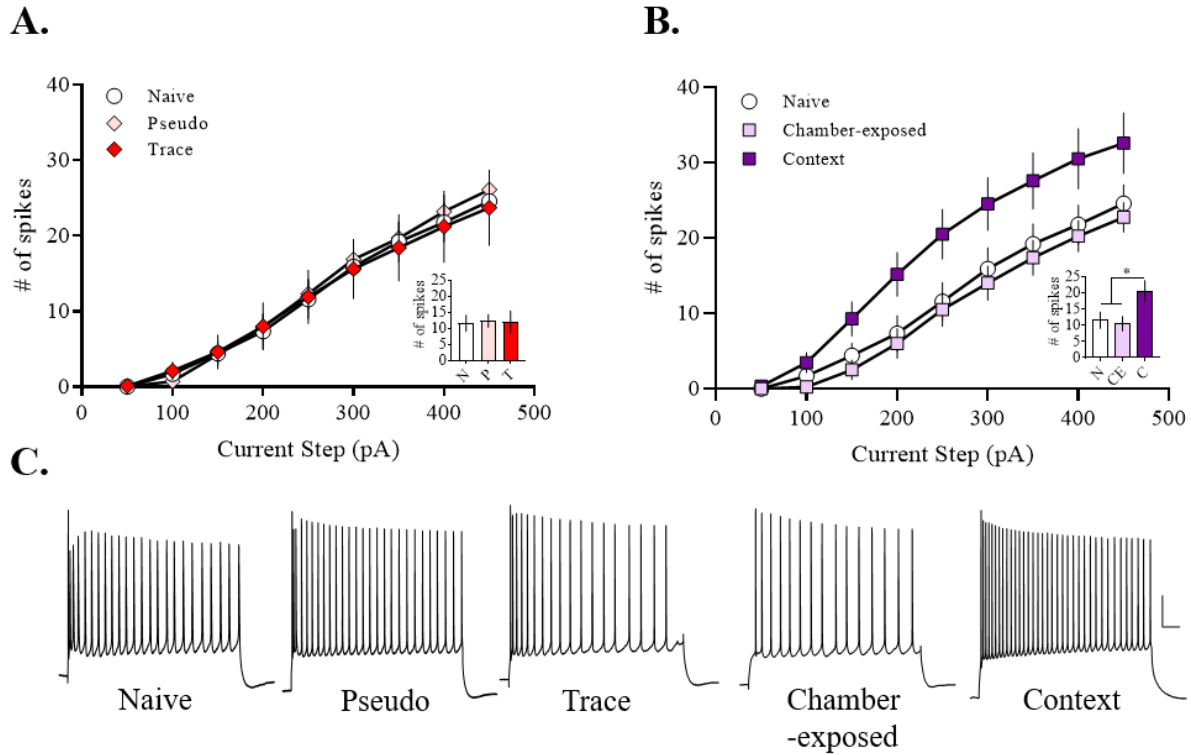 A.
40
30
20
10
0
# of spikes
Naive
Pseudo
Trace
25
20
15
10
5
0
# of spikes
N P T
0 100 200 300 400 500
Current Step (pA)
B.
40
30
20
10
0
# of spikes
Naive
Chamber-exposed
Context
25
20
15
10
5
0
# of spikes
*
N CE C
0 100 200 300 400 500
Current Step (pA)
C.
Naive
Pseudo
Trace
Chamber
-exposed
Context